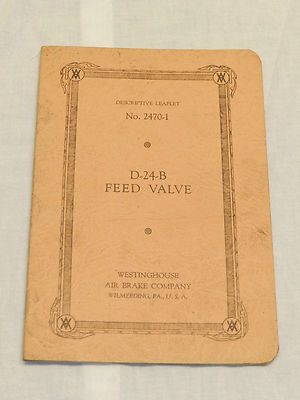 DESCRIPTIVE LEAFLET
No. 2470-1
D-24-B
FEED VALVE
WESTINGHOUSE
AIR BRAKE COMPANY
WILMERDING, PA., U. S. A.